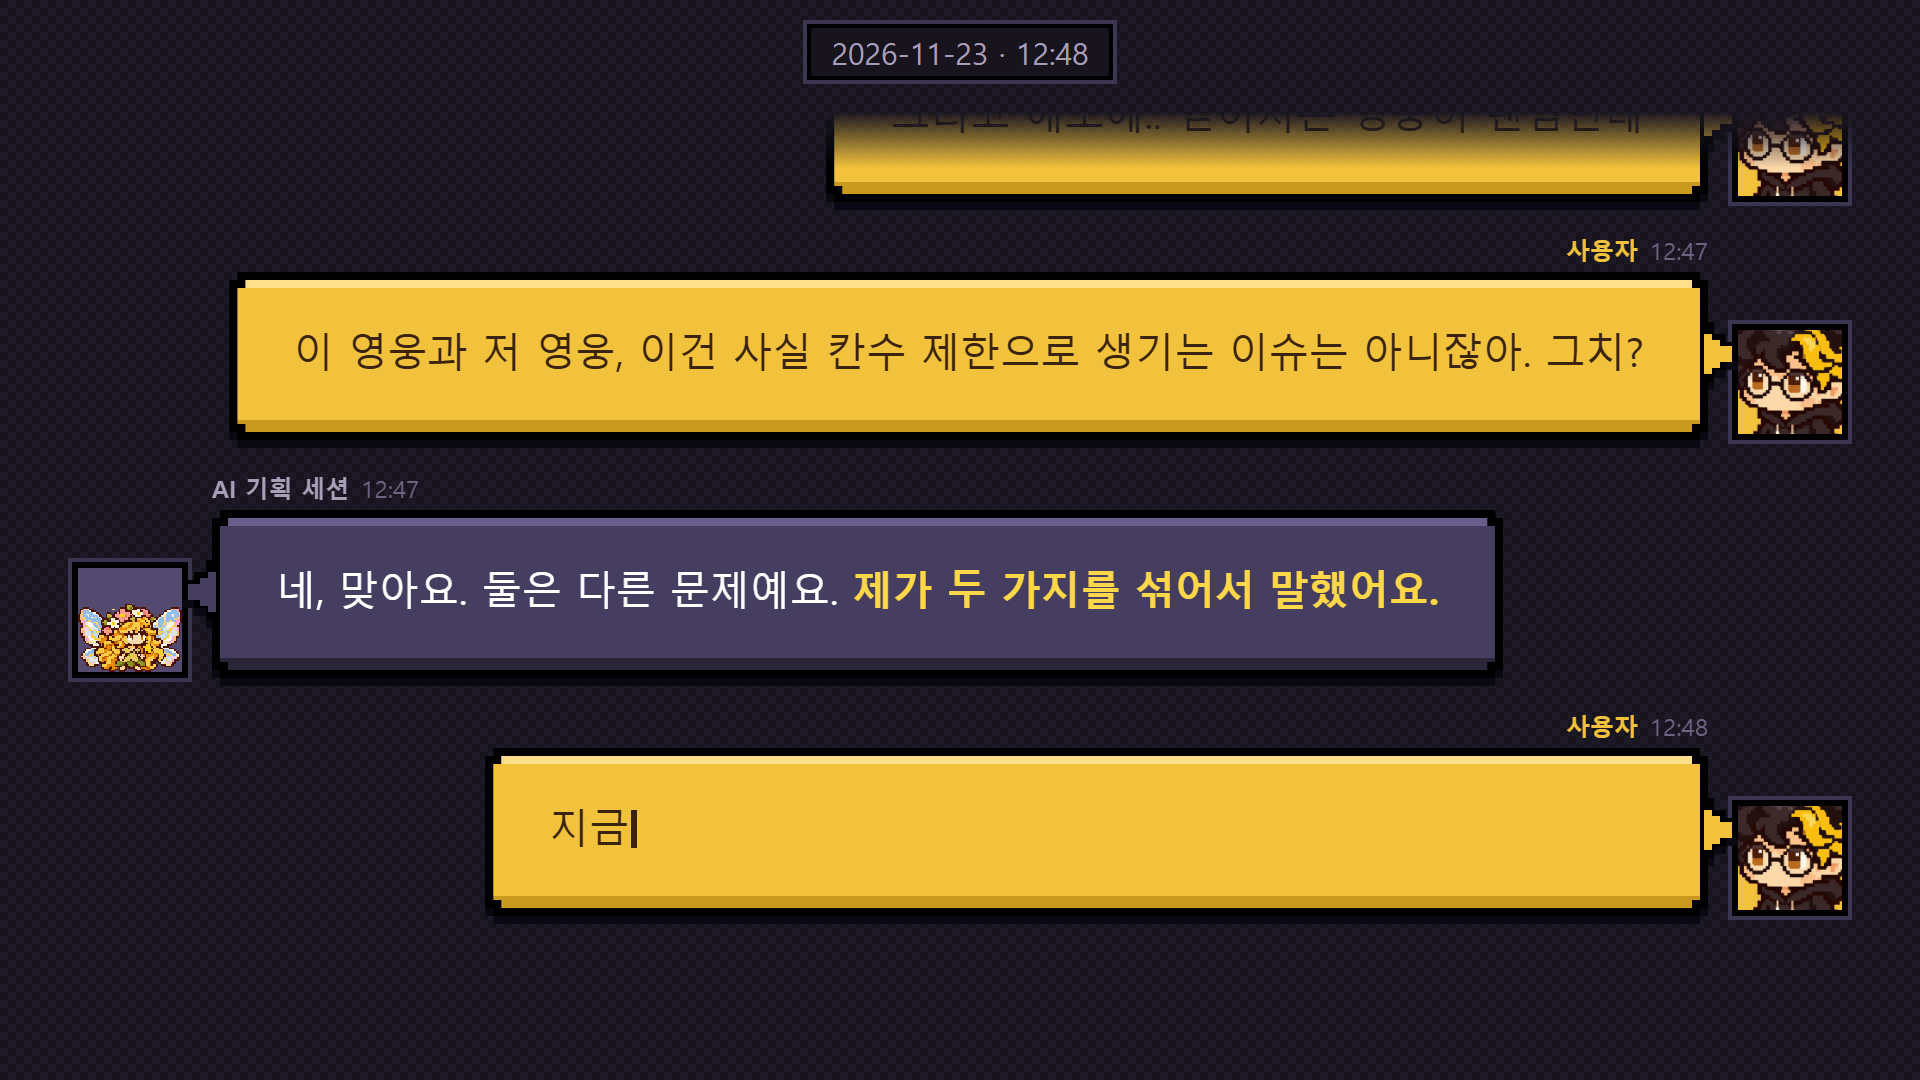 2026-11-23 · 12:48
사용자 12:47
이 영웅과 저 영웅, 이건 사실 칸수 제한으로 생기는 이슈는 아니잖아. 그치?
AI 기획 세션 12:47
네, 맞아요. 둘은 다른 문제예요. 제가 두 가지를 섞어서 말했어요.
사용자 12:48
지금